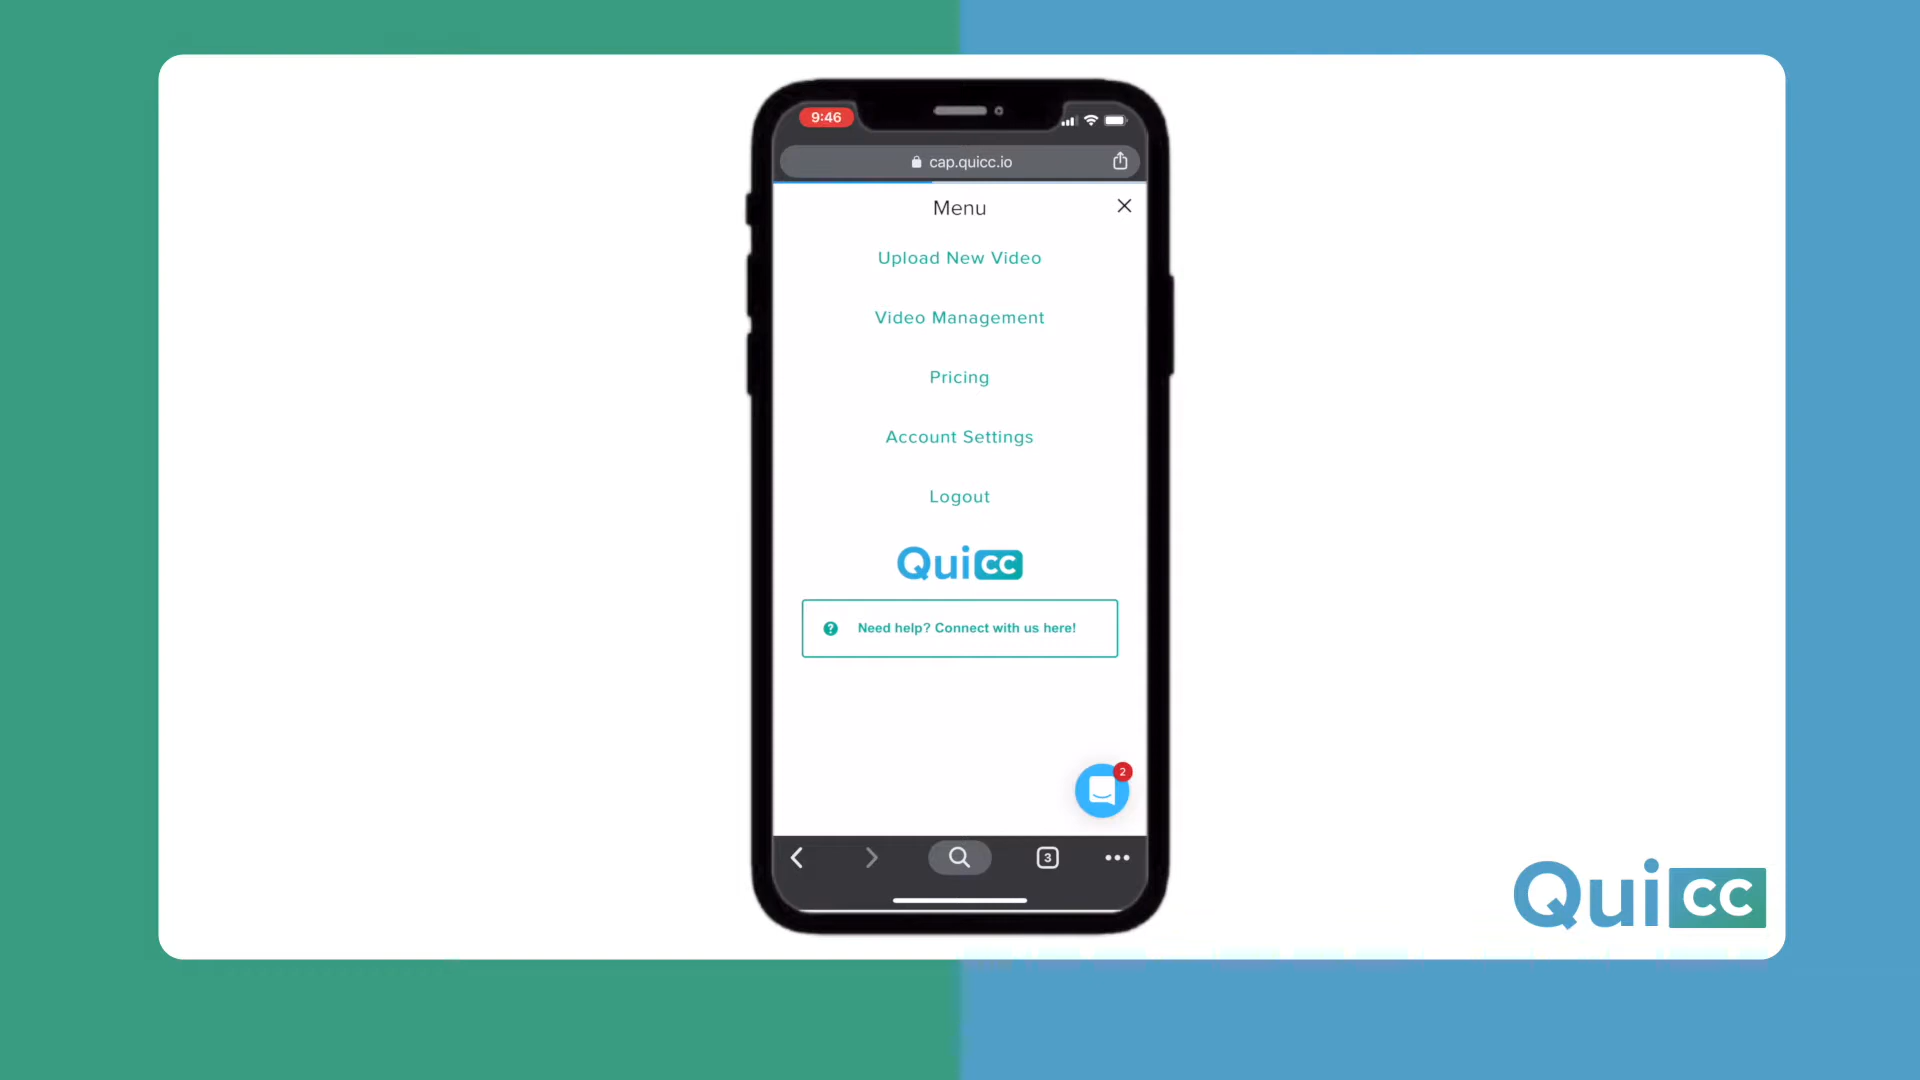 9:46
cap.quicc.io
Menu
Upload New Video
Video Management
Pricing
Account Settings
Logout
Quicc
? Need help? Connect with us here!
2
3
Quicc